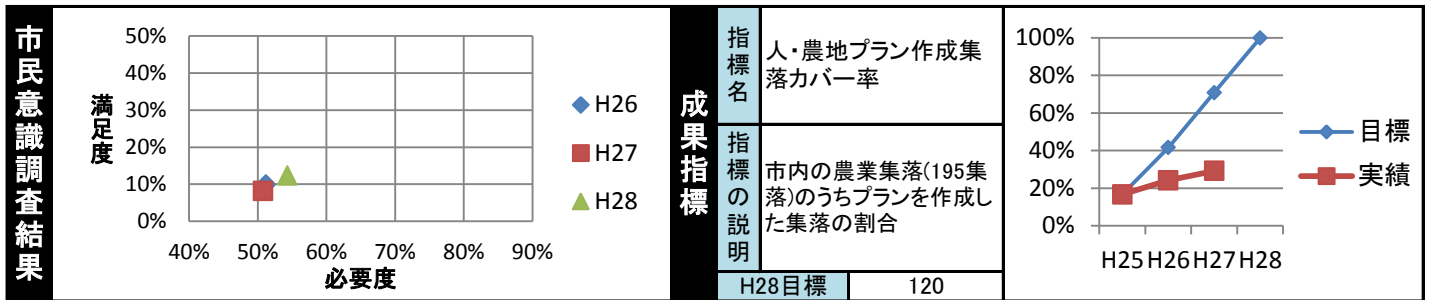 市民意識調査結果
満足度
50%
40%
30%
20%
10%
0%
40% 50% 60% 70% 80% 90%
必要度
H26
H27
H28
成果指標
指標名
人・農地プラン作成集
落カバー率
指標の説明
市内の農業集落(195集
落)のうちプランを作成し
た集落の割合
H28目標
120
100%
80%
60%
40%
20%
0%
H25 H26 H27 H28
目標
実績